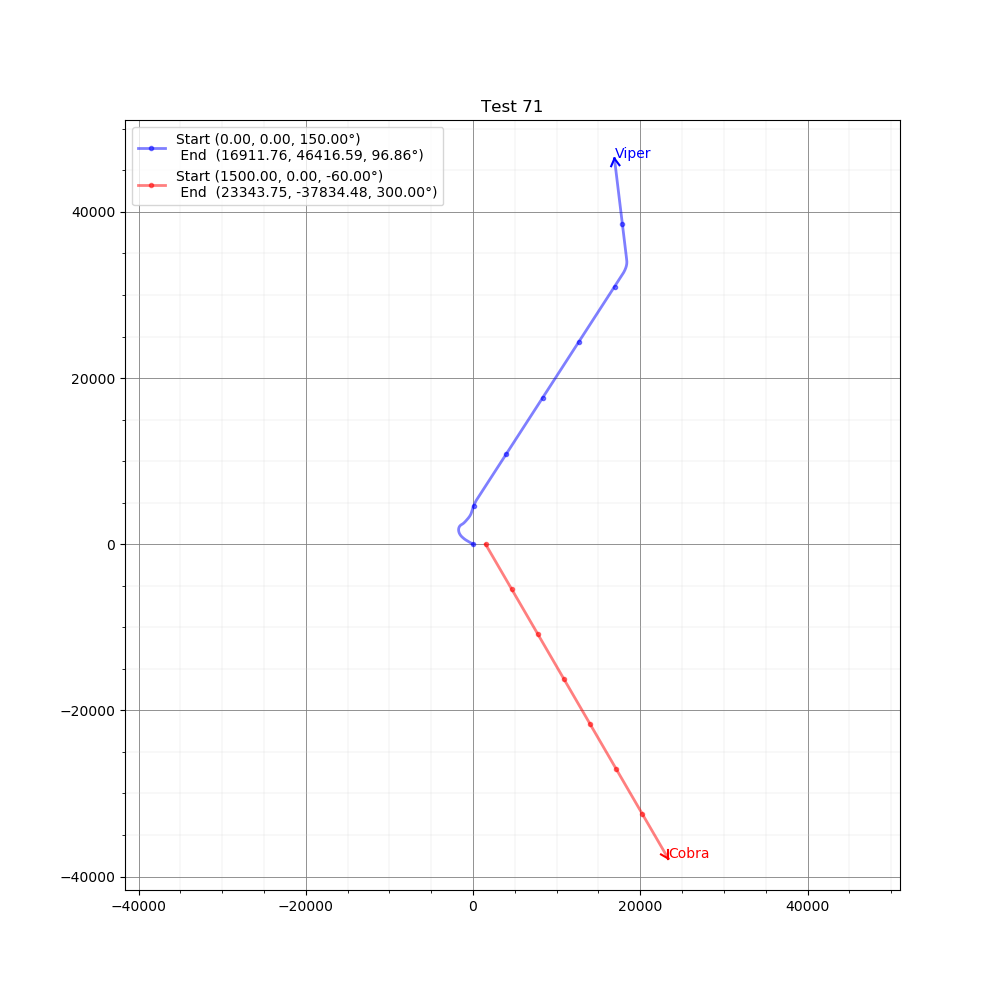 Test 71
Start (0.00, 0.00, 150.00°)
End  (16911.76, 46416.59, 96.86°)
Start (1500.00, 0.00, -60.00°)
End  (23343.75, -37834.48, 300.00°)
Viper
Cobra
40000
20000
0
−20000
−40000
−40000
−20000
0
20000
40000